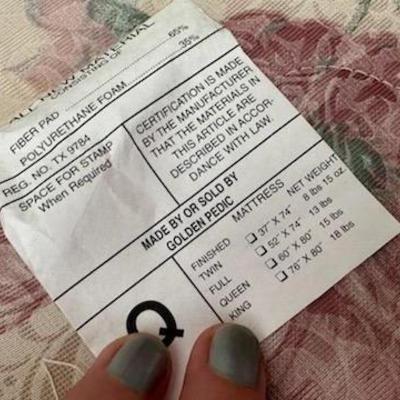 ALL NEW MATERIAL
CONSISTING OF
FIBER PAD 65%
POLYURETHANE FOAM 35%
REG. NO. TX 9784
SPACE FOR STAMP
When Required
CERTIFICATION IS MADE
BY THE MANUFACTURER
THAT THE MATERIALS IN
THIS ARTICLE ARE
DESCRIBED IN ACCOR-
DANCE WITH LAW.
MADE BY OR SOLD BY
GOLDEN PEDIC
MATTRESS
FINISHED NET WEIGHT
TWIN ☐ 37" X 74" 8 lbs 15 oz.
FULL ☐ 52" X 74" 13 lbs
QUEEN ☐ 60" X 80" 15 lbs
KING ☐ 76" X 80" 18 lbs
Q